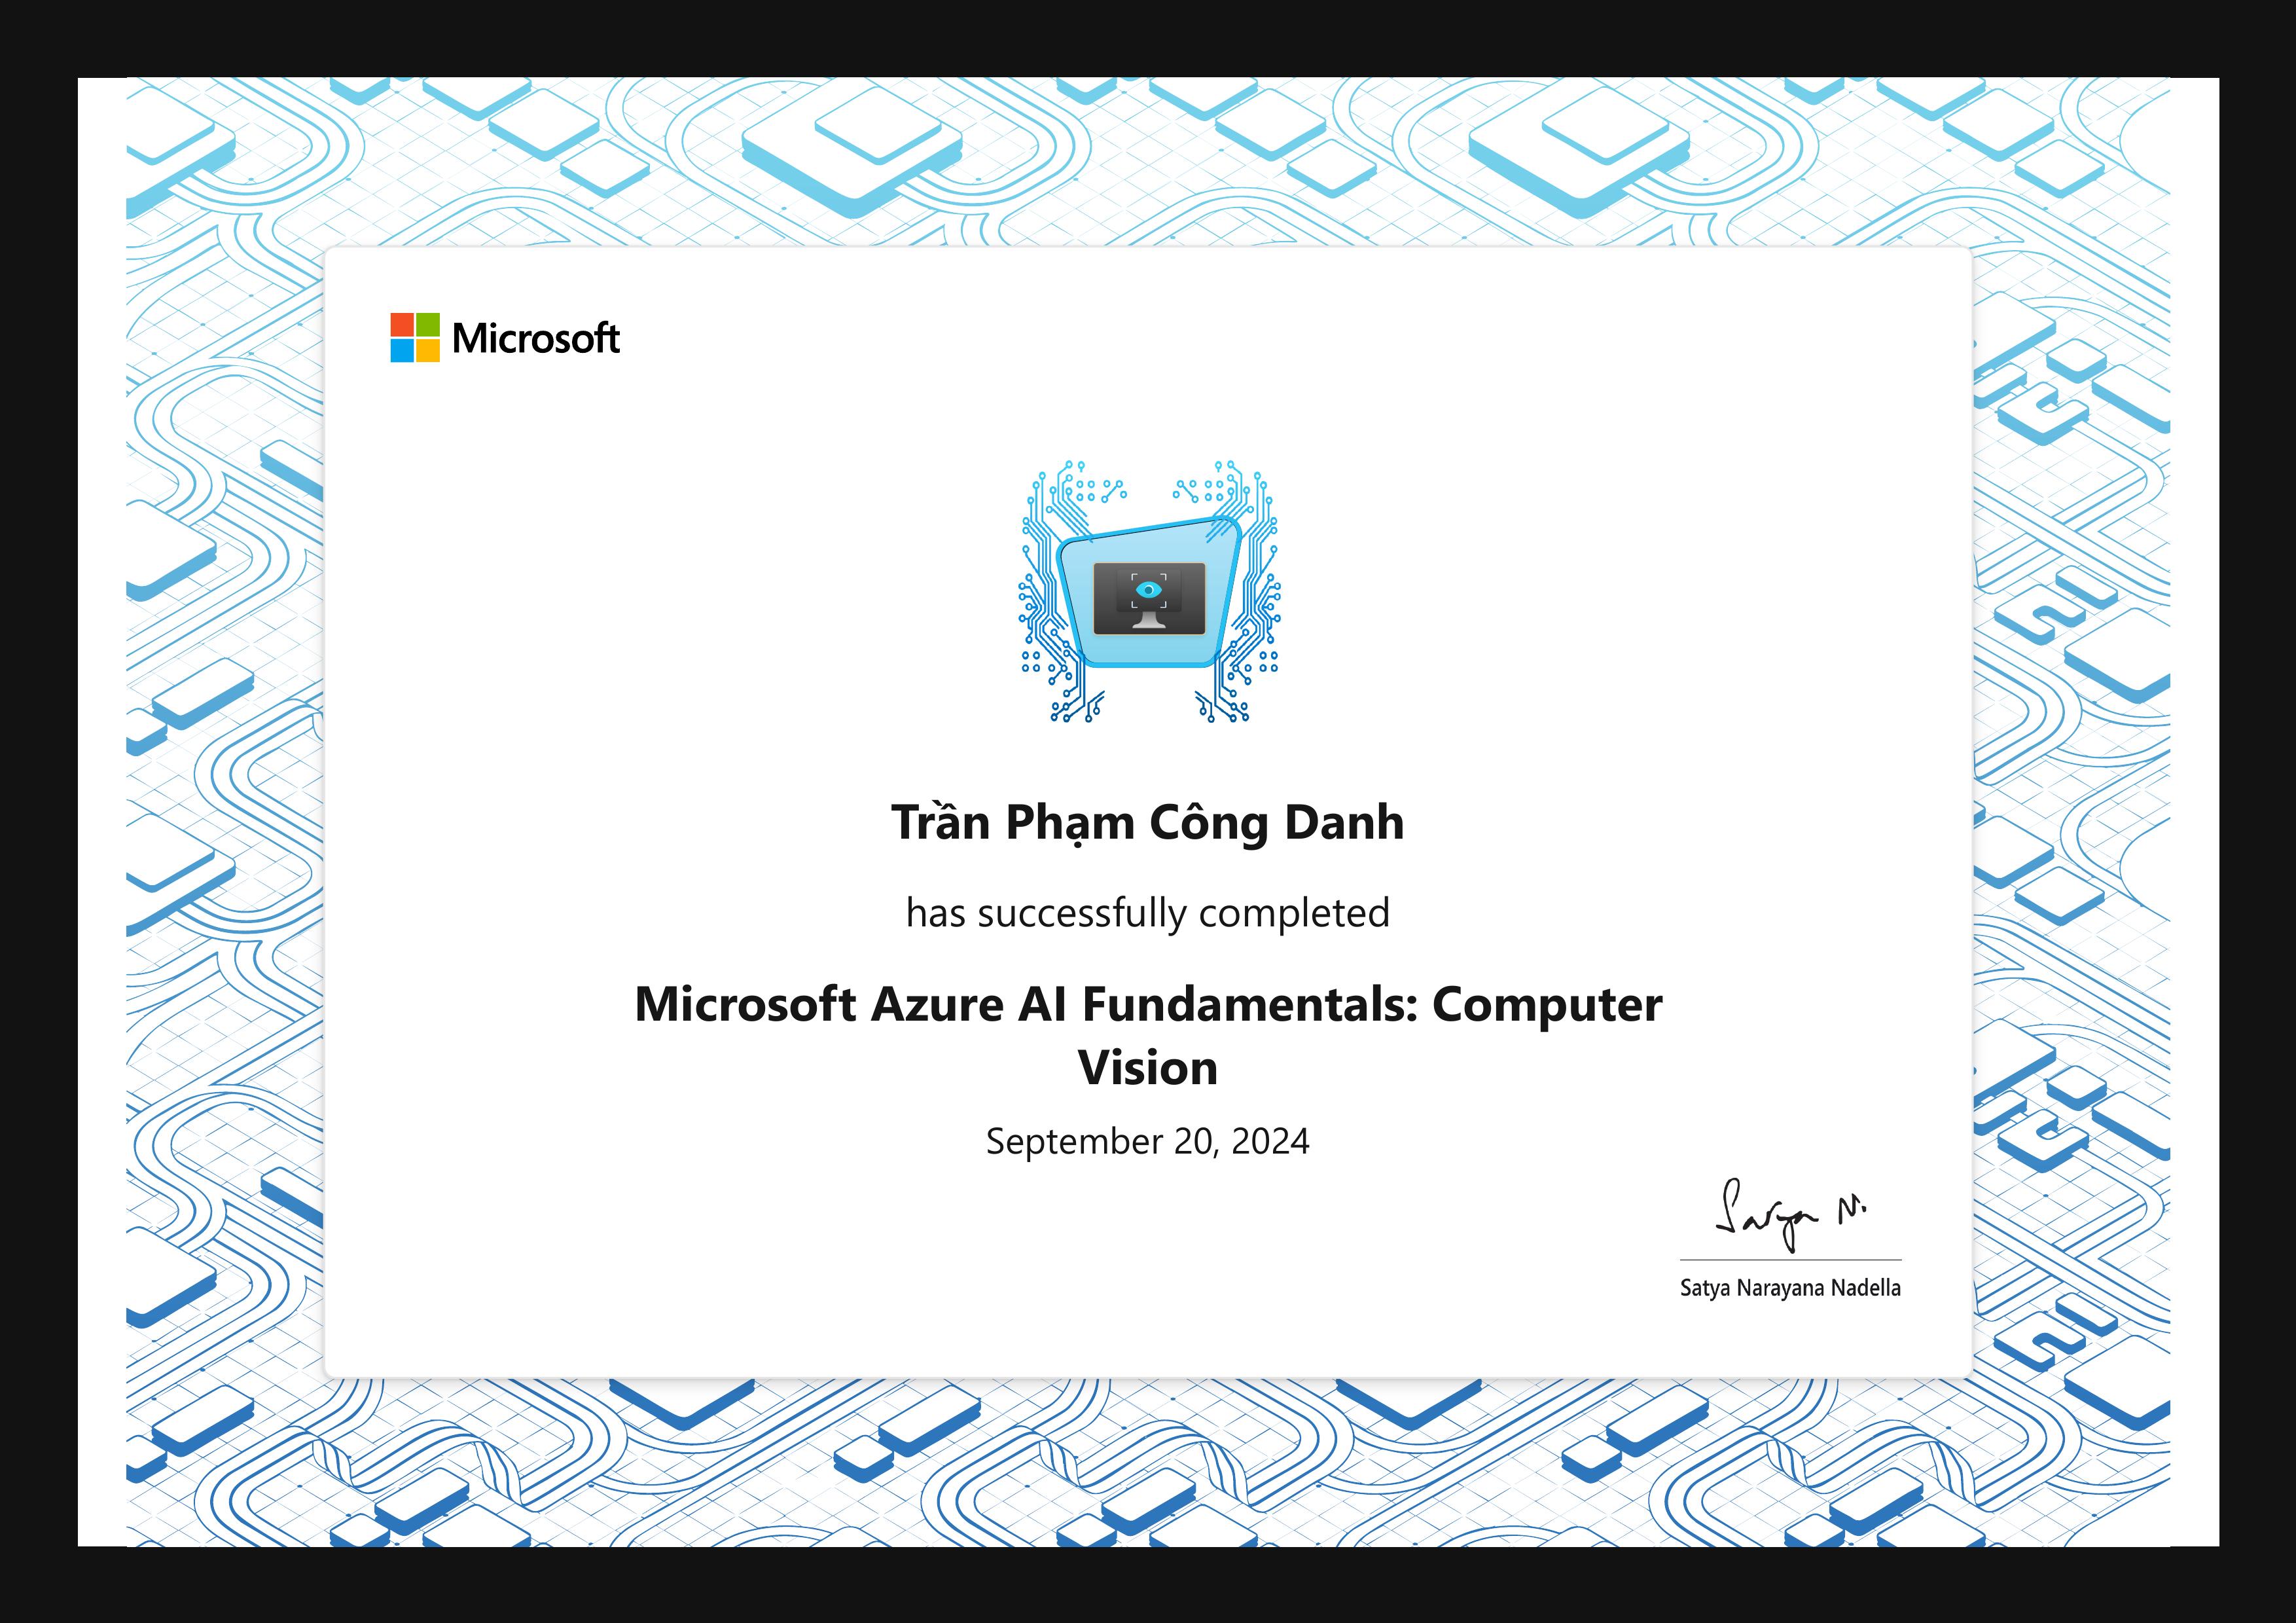 Microsoft
Trần Phạm Công Danh
has successfully completed
Microsoft Azure AI Fundamentals: Computer
Vision
September 20, 2024
Satya N.
Satya Narayana Nadella